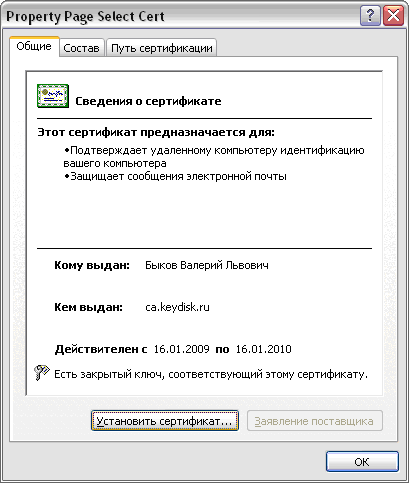 Property Page Select Cert
Общие Состав Путь сертификации
Сведения о сертификате
Этот сертификат предназначается для:
•Подтверждает удаленному компьютеру идентификацию
вашего компьютера
•Защищает сообщения электронной почты
Кому выдан: Быков Валерий Львович
Кем выдан: ca.keydisk.ru
Действителен с 16.01.2009 по 16.01.2010
Есть закрытый ключ, соответствующий этому сертификату.
Установить сертификат... Заявление поставщика
OK